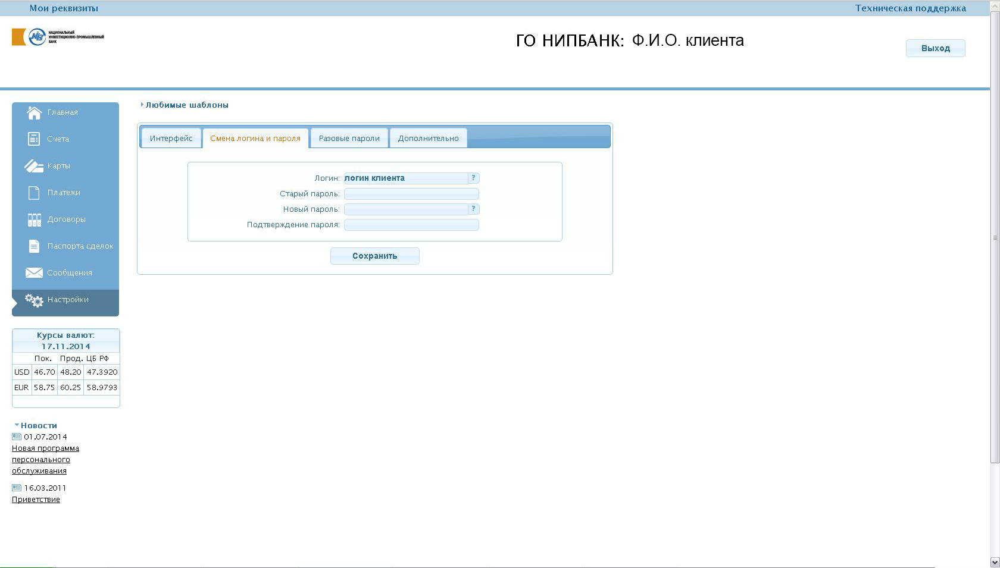 Мои реквизиты
Техническая поддержка
НАЦИОНАЛЬНЫЙ
ИНВЕСТИЦИОННО-ПРОМЫШЛЕННЫЙ
БАНК
ГО НИПБАНК: Ф.И.О. клиента
Выход
Главная
Счета
Карты
Платежи
Договоры
Паспорта сделок
Сообщения
Настройки
Любимые шаблоны
Интерфейс
Смена логина и пароля
Разовые пароли
Дополнительно
Логин: логин клиента ?
Старый пароль:
Новый пароль: ?
Подтверждение пароля:
Сохранить
Курсы валют:
17.11.2014
Пок. Прод. ЦБ РФ
USD 46.70 48.20 47.3920
EUR 58.75 60.25 58.9793
Новости
01.07.2014
Новая программа
персонального
обслуживания
16.03.2011
Приветствие